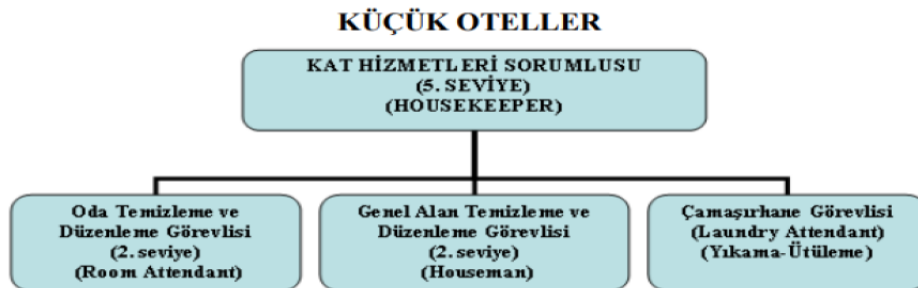 KÜÇÜK OTELLER
KAT HİZMETLERİ SORUMLUSU
(5. SEVİYE)
(HOUSEKEEPER)
Oda Temizleme ve
Düzenleme Görevlisi
(2. seviye)
(Room Attendant)
Genel Alan Temizleme ve
Düzenleme Görevlisi
(2. seviye)
(Houseman)
Çamaşırhane Görevlisi
(Laundry Attendant)
(Yıkama-Ütüleme)